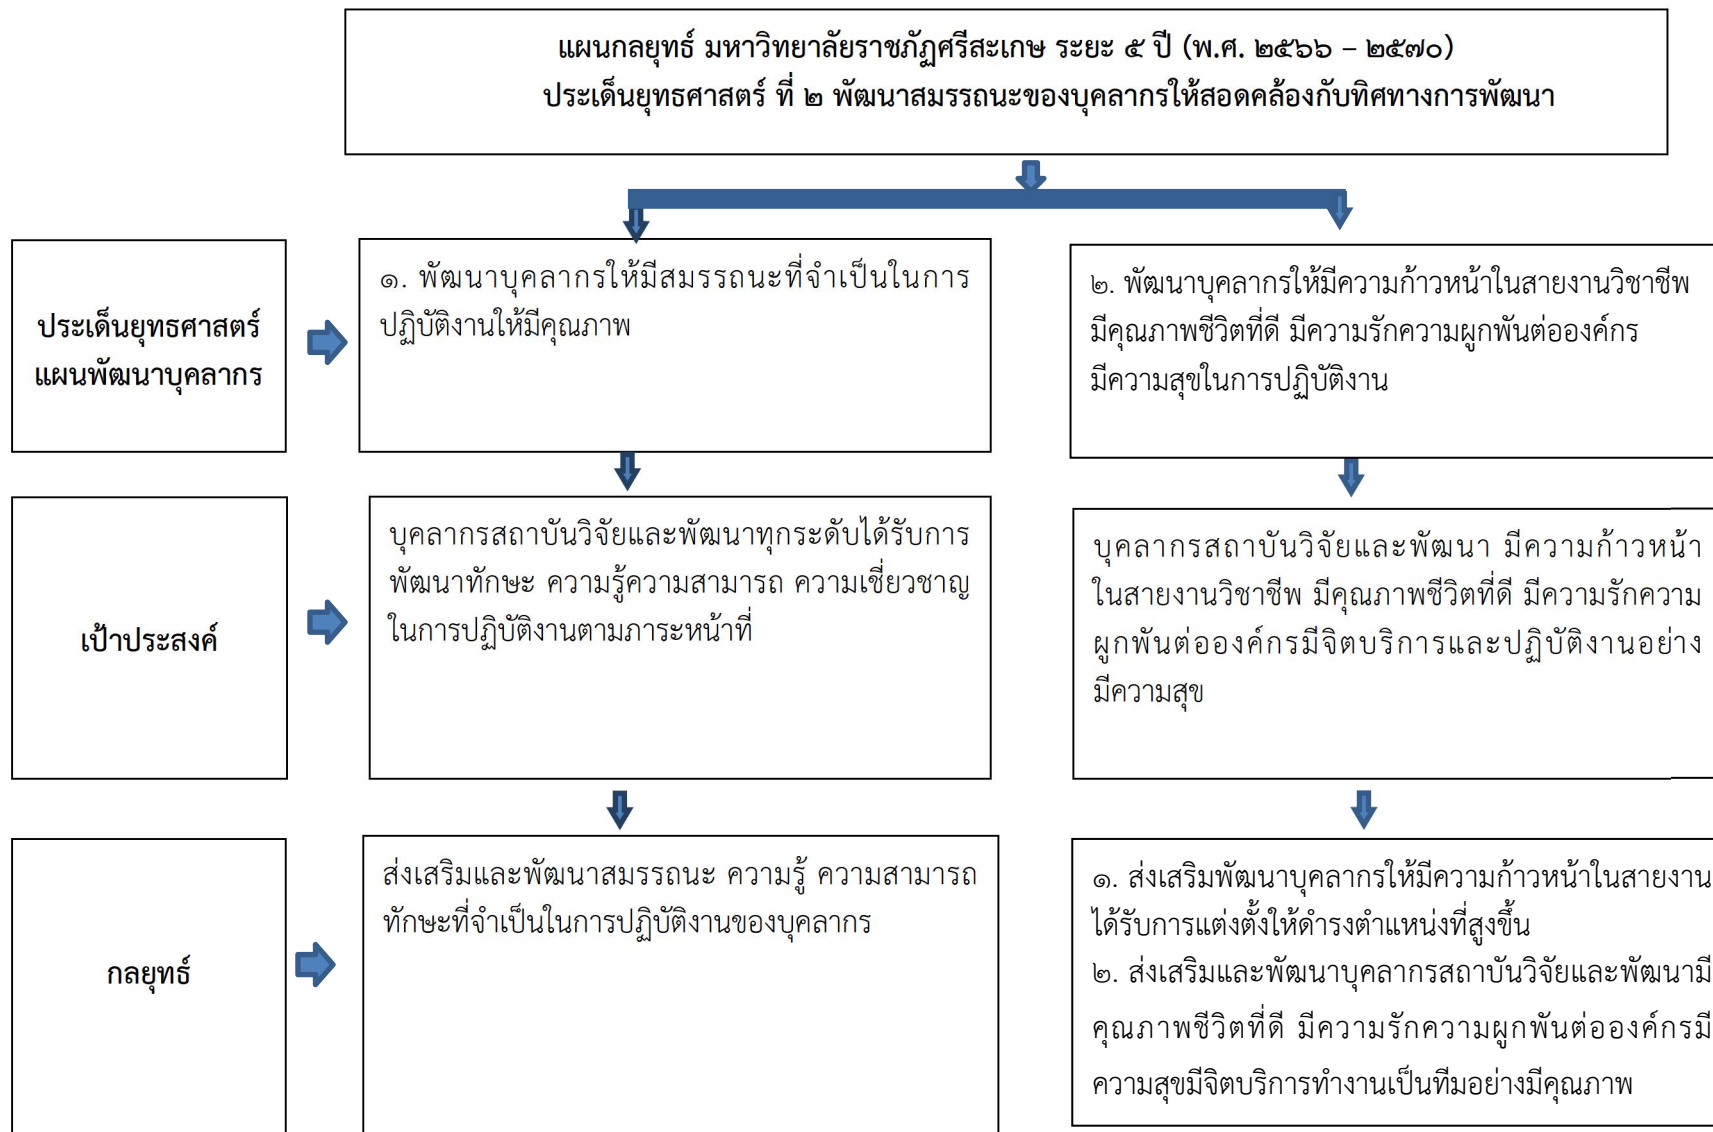 แผนกลยุทธ์ มหาวิทยาลัยราชภัฏศรีสะเกษ ระยะ ๕ ปี (พ.ศ. ๒๕๖๖ – ๒๕๗๐)
ประเด็นยุทธศาสตร์ ที่ ๒ พัฒนาสมรรถนะของบุคลากรให้สอดคล้องกับทิศทางการพัฒนา
ประเด็นยุทธศาสตร์
แผนพัฒนาบุคลากร
๑. พัฒนาบุคลากรให้มีสมรรถนะที่จำเป็นในการ
ปฏิบัติงานให้มีคุณภาพ
๒. พัฒนาบุคลากรให้มีความก้าวหน้าในสายงานวิชาชีพ
มีคุณภาพชีวิตที่ดี มีความรักความผูกพันต่อองค์กร
มีความสุขในการปฏิบัติงาน
เป้าประสงค์
บุคลากรสถาบันวิจัยและพัฒนาทุกระดับได้รับการ
พัฒนาทักษะ ความรู้ความสามารถ ความเชี่ยวชาญ
ในการปฏิบัติงานตามภาระหน้าที่
บุคลากรสถาบันวิจัยและพัฒนา มีความก้าวหน้า
ในสายงานวิชาชีพ มีคุณภาพชีวิตที่ดี มีความรักความ
ผูกพันต่อองค์กรมีจิตบริการและปฏิบัติงานอย่าง
มีความสุข
กลยุทธ์
ส่งเสริมและพัฒนาสมรรถนะ ความรู้ ความสามารถ
ทักษะที่จำเป็นในการปฏิบัติงานของบุคลากร
๑. ส่งเสริมพัฒนาบุคลากรให้มีความก้าวหน้าในสายงาน
ได้รับการแต่งตั้งให้ดำรงตำแหน่งที่สูงขึ้น
๒. ส่งเสริมและพัฒนาบุคลากรสถาบันวิจัยและพัฒนามี
คุณภาพชีวิตที่ดี มีความรักความผูกพันต่อองค์กรมี
ความสุขมีจิตบริการทำงานเป็นทีมอย่างมีคุณภาพ